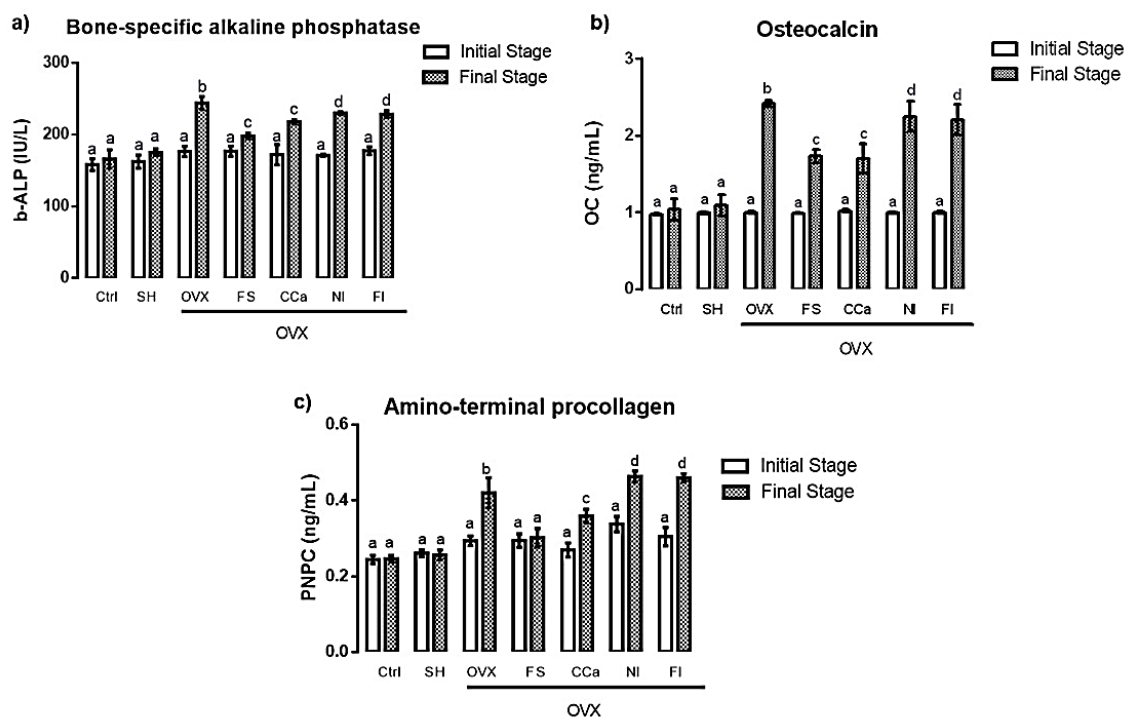 a) Bone-specific alkaline phosphatase
Initial Stage
Final Stage
b-ALP (IU/L)
300
200
100
0
a a a a a b a c a c a d a d
Ctrl SH OVX FS CCa NI FI
OVX
b) Osteocalcin
Initial Stage
Final Stage
OC (ng/mL)
3
2
1
0
a a a a a b a c a c a d a d
Ctrl SH OVX FS CCa NI FI
OVX
c) Amino-terminal procollagen
Initial Stage
Final Stage
PNPC (ng/mL)
0.6
0.4
0.2
0.0
a a a a a b a a a c a d a d
Ctrl SH OVX FS CCa NI FI
OVX